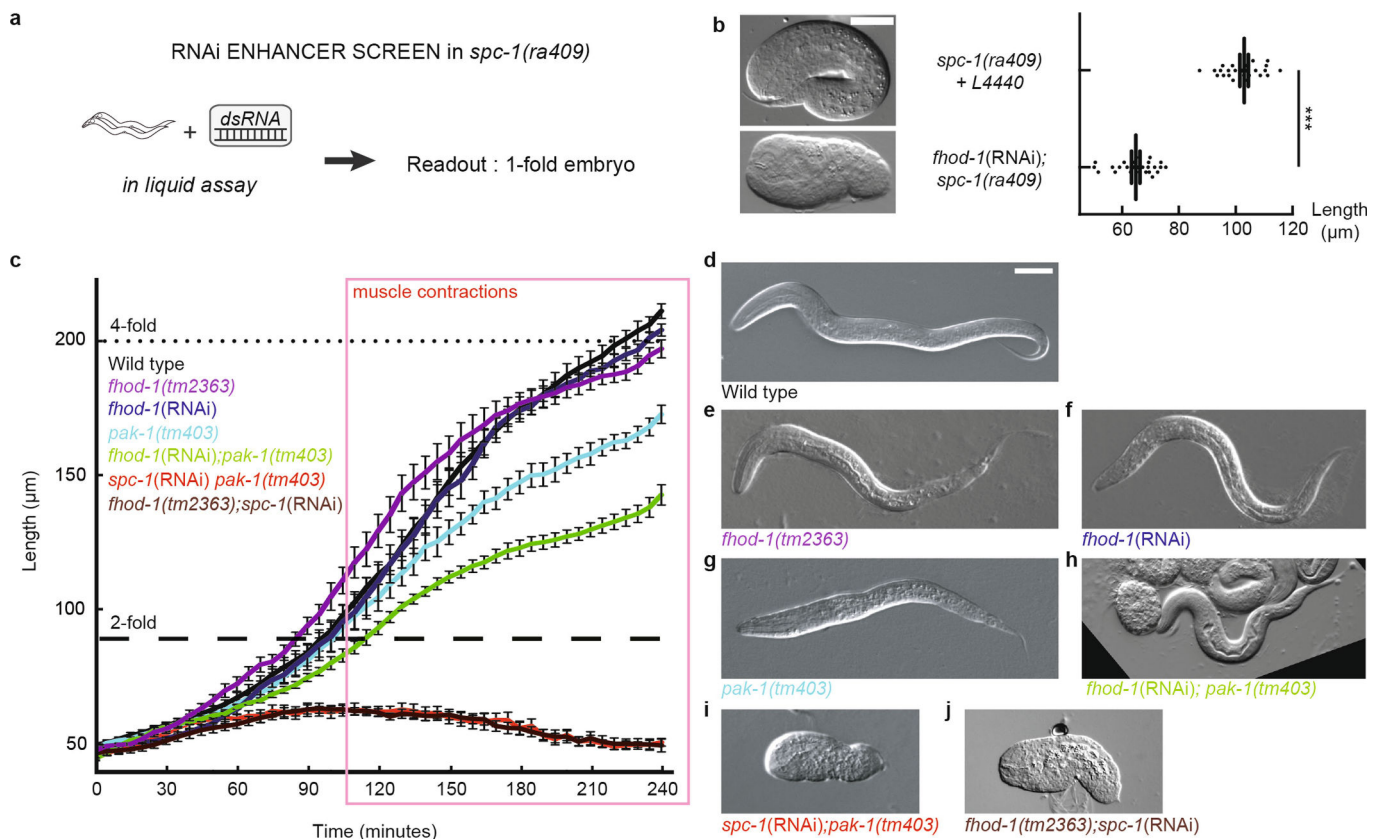 a
RNAi ENHANCER SCREEN in spc-1(ra409)
+
dsRNA
in liquid assay
Readout : 1-fold embryo
b
spc-1(ra409)
+ L4440
fhod-1(RNAi);
spc-1(ra409)
***
60
80
100
120
Length
(µm)
c
muscle contractions
4-fold
Wild type
fhod-1(tm2363)
fhod-1(RNAi)
pak-1(tm403)
fhod-1(RNAi);pak-1(tm403)
spc-1(RNAi) pak-1(tm403)
fhod-1(tm2363);spc-1(RNAi)
2-fold
200
150
100
50
Length (µm)
0
30
60
90
120
150
180
210
240
Time (minutes)
d
Wild type
e
fhod-1(tm2363)
f
fhod-1(RNAi)
g
pak-1(tm403)
h
fhod-1(RNAi); pak-1(tm403)
i
spc-1(RNAi);pak-1(tm403)
j
fhod-1(tm2363);spc-1(RNAi)